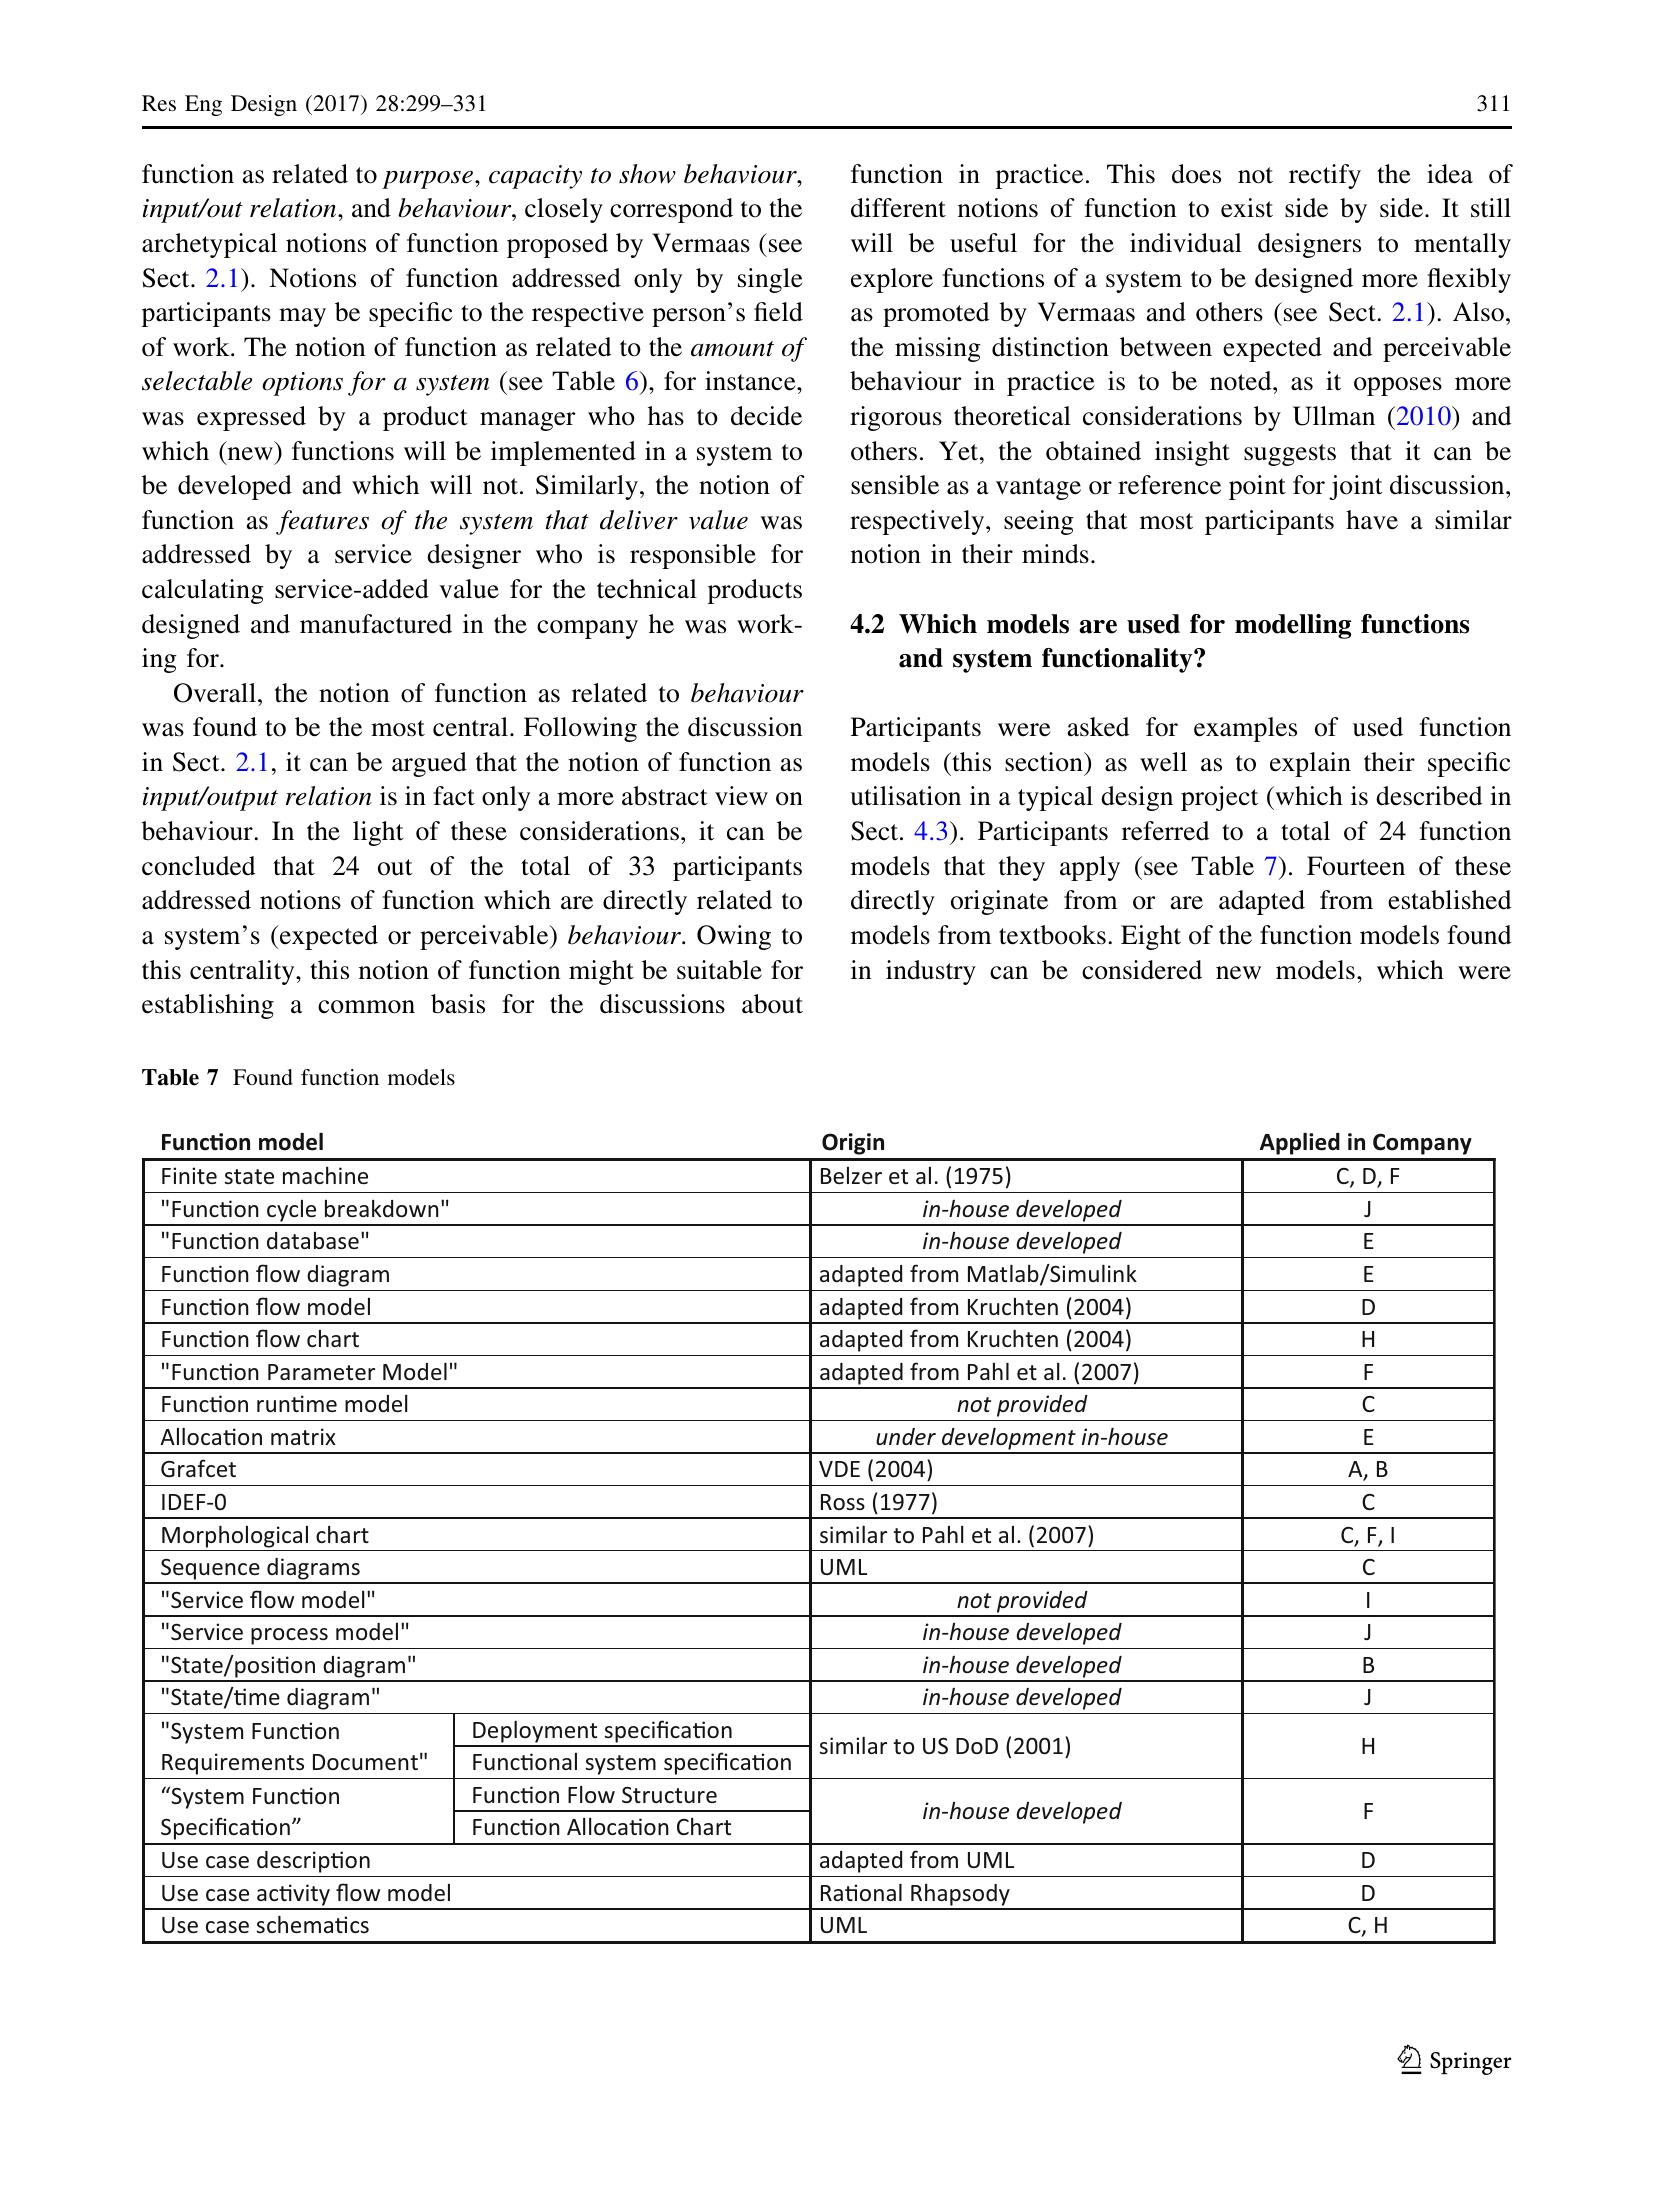 Res Eng Design (2017) 28:299–331
311
function as related to purpose, capacity to show behaviour,
input/out relation, and behaviour, closely correspond to the
archetypical notions of function proposed by Vermaas (see
Sect. 2.1). Notions of function addressed only by single
participants may be specific to the respective person's field
of work. The notion of function as related to the amount of
selectable options for a system (see Table 6), for instance,
was expressed by a product manager who has to decide
which (new) functions will be implemented in a system to
be developed and which will not. Similarly, the notion of
function as features of the system that deliver value was
addressed by a service designer who is responsible for
calculating service-added value for the technical products
designed and manufactured in the company he was work-
ing for.
Overall, the notion of function as related to behaviour
was found to be the most central. Following the discussion
in Sect. 2.1, it can be argued that the notion of function as
input/output relation is in fact only a more abstract view on
behaviour. In the light of these considerations, it can be
concluded that 24 out of the total of 33 participants
addressed notions of function which are directly related to
a system's (expected or perceivable) behaviour. Owing to
this centrality, this notion of function might be suitable for
establishing a common basis for the discussions about
function in practice. This does not rectify the idea of
different notions of function to exist side by side. It still
will be useful for the individual designers to mentally
explore functions of a system to be designed more flexibly
as promoted by Vermaas and others (see Sect. 2.1). Also,
the missing distinction between expected and perceivable
behaviour in practice is to be noted, as it opposes more
rigorous theoretical considerations by Ullman (2010) and
others. Yet, the obtained insight suggests that it can be
sensible as a vantage or reference point for joint discussion,
respectively, seeing that most participants have a similar
notion in their minds.
4.2 Which models are used for modelling functions
and system functionality?
Participants were asked for examples of used function
models (this section) as well as to explain their specific
utilisation in a typical design project (which is described in
Sect. 4.3). Participants referred to a total of 24 function
models that they apply (see Table 7). Fourteen of these
directly originate from or are adapted from established
models from textbooks. Eight of the function models found
in industry can be considered new models, which were
Table 7 Found function models
Function model Origin Applied in Company
Finite state machine Belzer et al. (1975) C, D, F
"Function cycle breakdown" in-house developed J
"Function database" in-house developed E
Function flow diagram adapted from Matlab/Simulink E
Function flow model adapted from Kruchten (2004) D
Function flow chart adapted from Kruchten (2004) H
"Function Parameter Model" adapted from Pahl et al. (2007) F
Function runtime model not provided C
Allocation matrix under development in-house E
Grafcet VDE (2004) A, B
IDEF-0 Ross (1977) C
Morphological chart similar to Pahl et al. (2007) C, F, I
Sequence diagrams UML C
"Service flow model" not provided I
"Service process model" in-house developed J
"State/position diagram" in-house developed B
"State/time diagram" in-house developed J
"System Function Deployment specification
similar to US DoD (2001) H
Requirements Document" Functional system specification
“System Function Function Flow Structure
in-house developed F
Specification” Function Allocation Chart
Use case description adapted from UML D
Use case activity flow model Rational Rhapsody D
Use case schematics UML C, H
Springer